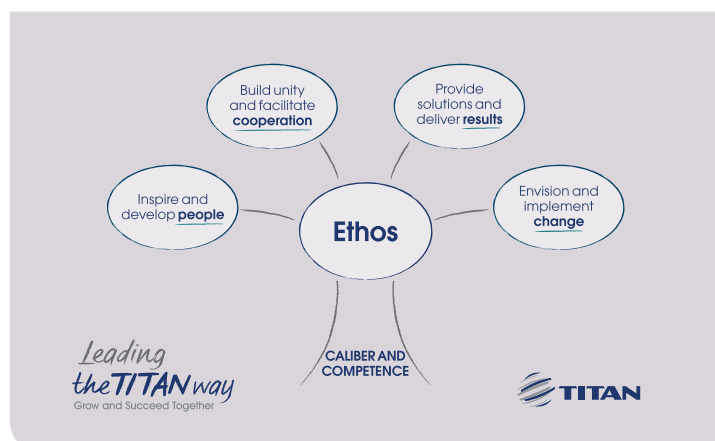 Build unity
and facilitate
cooperation
Provide
solutions and
deliver results
Inspire and
develop people
Envision and
implement
change
Ethos
CALIBER AND
COMPETENCE
Leading
the TITAN way
Grow and Succeed Together
TITAN